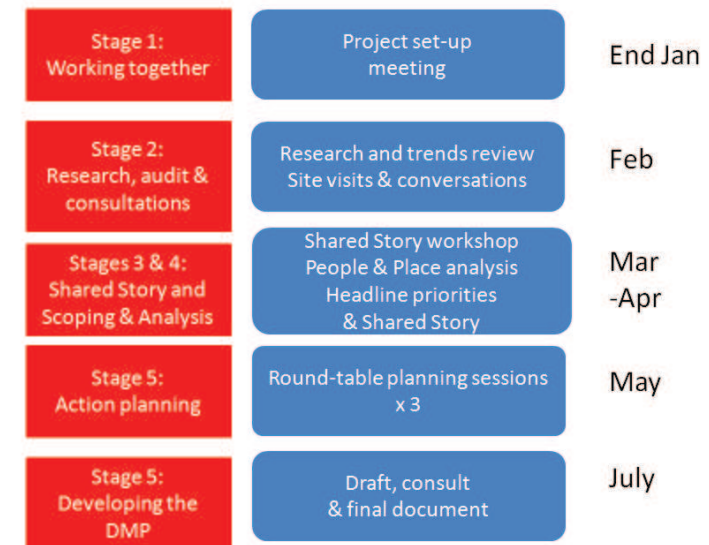 Stage 1:
Working together
Project set-up
meeting
End Jan
Stage 2:
Research, audit &
consultations
Research and trends review
Site visits & conversations
Feb
Stages 3 & 4:
Shared Story and
Scoping & Analysis
Shared Story workshop
People & Place analysis
Headline priorities
& Shared Story
Mar
-Apr
Stage 5:
Action planning
Round-table planning sessions
x 3
May
Stage 5:
Developing the
DMP
Draft, consult
& final document
July